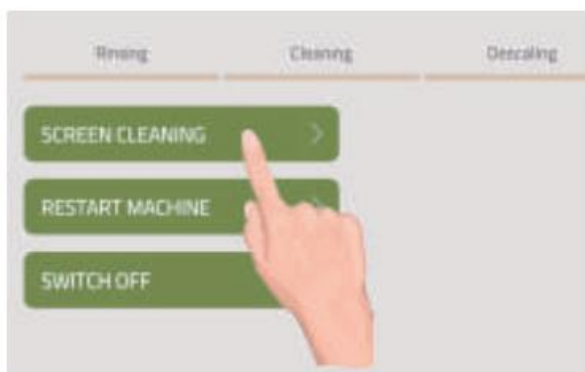 Rinsing Cleaning Descaling
SCREEN CLEANING
RESTART MACHINE
SWITCH OFF